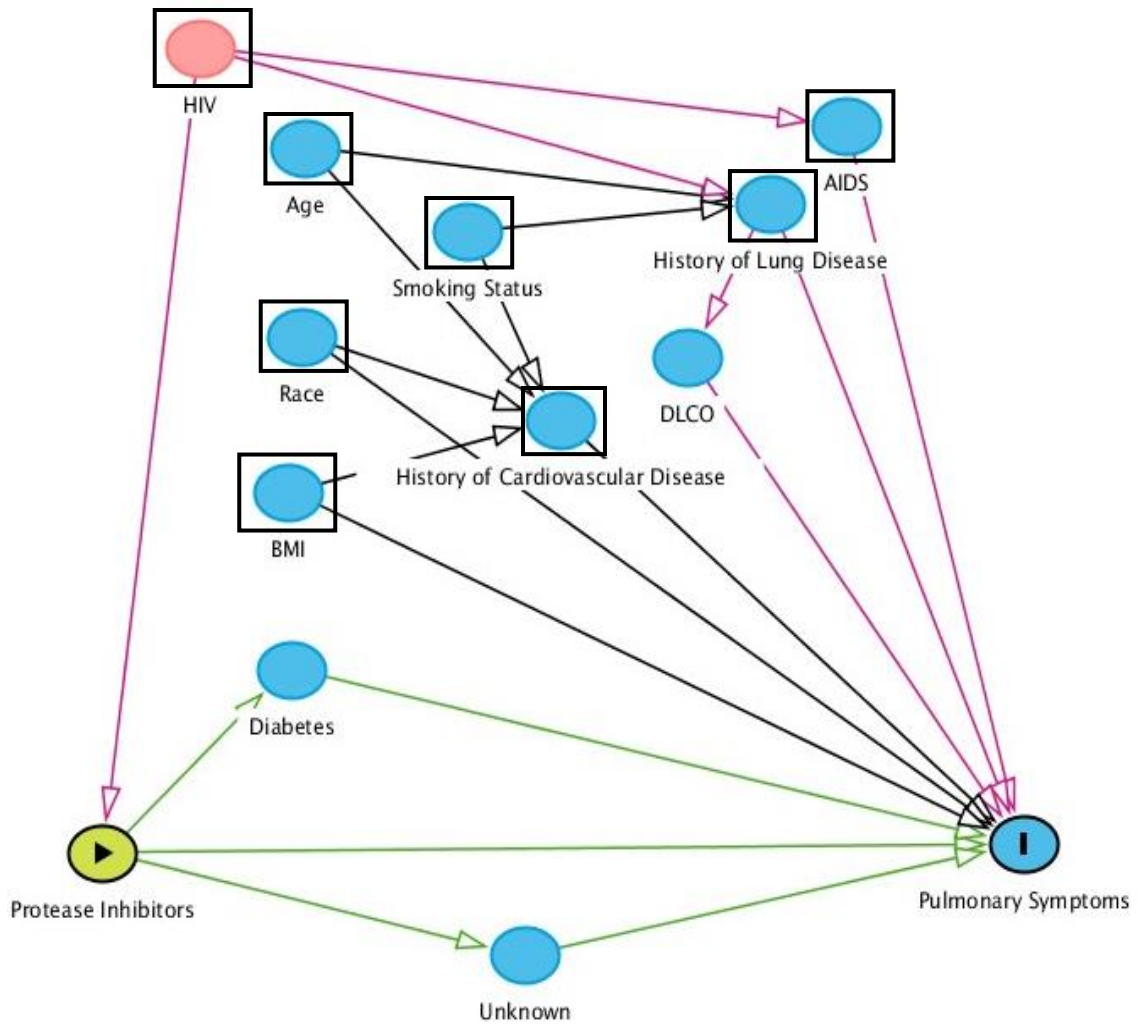 HIV
AIDS
Age
History of Lung Disease
Smoking Status
Race
DLCO
History of Cardiovascular Disease
BMI
Diabetes
Protease Inhibitors
Pulmonary Symptoms
Unknown